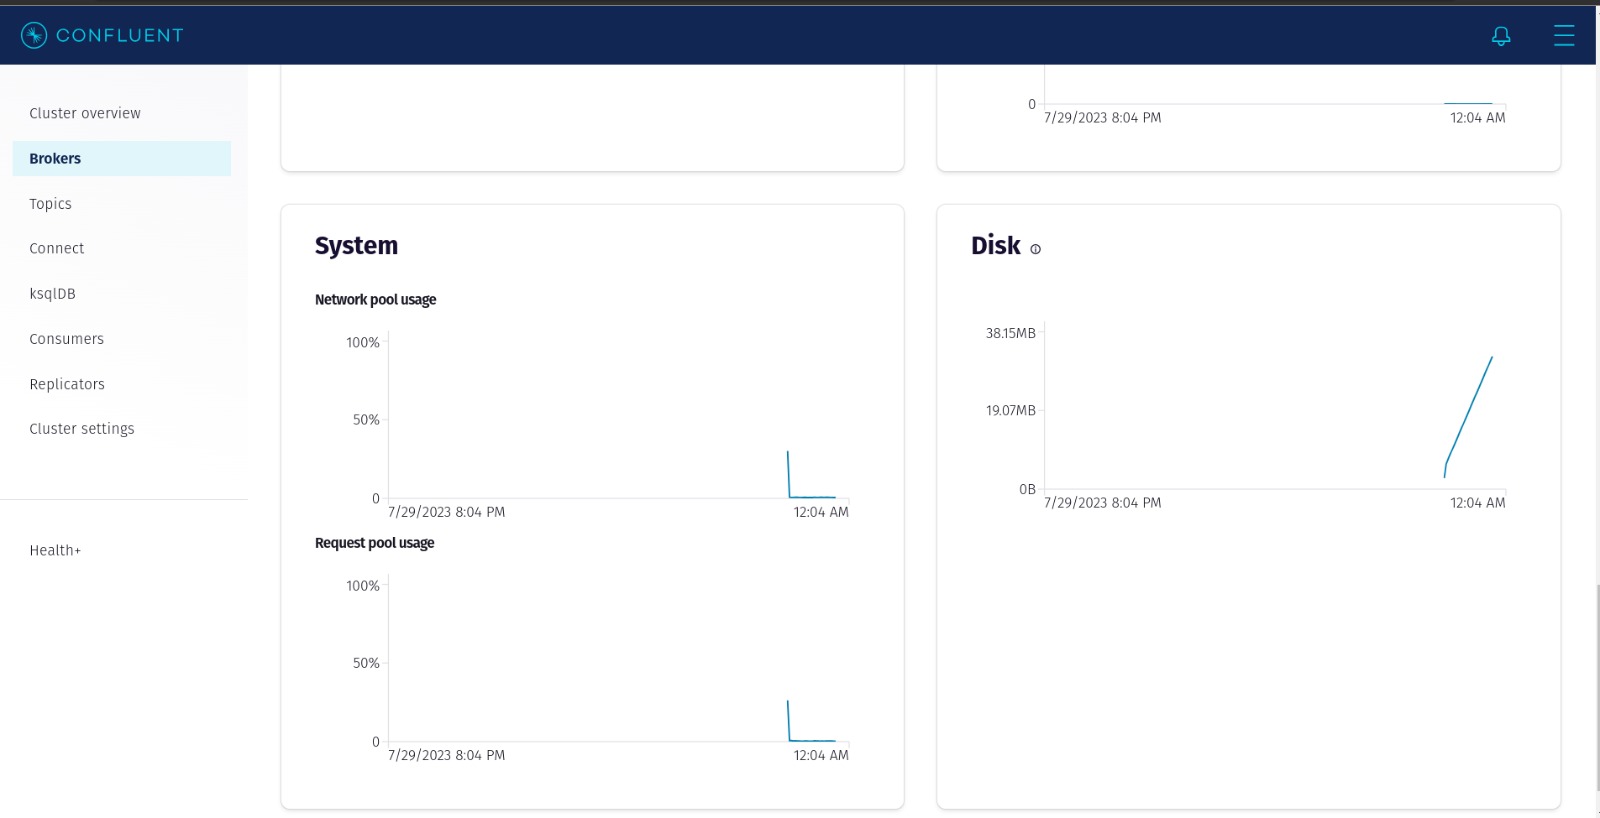 CONFLUENT
Cluster overview
Brokers
Topics
Connect
ksqlDB
Consumers
Replicators
Cluster settings
Health+
0
7/29/2023 8:04 PM 12:04 AM
System
Network pool usage
100%
50%
0
7/29/2023 8:04 PM 12:04 AM
Request pool usage
100%
50%
0
7/29/2023 8:04 PM 12:04 AM
Disk
38.15MB
19.07MB
0B
7/29/2023 8:04 PM 12:04 AM